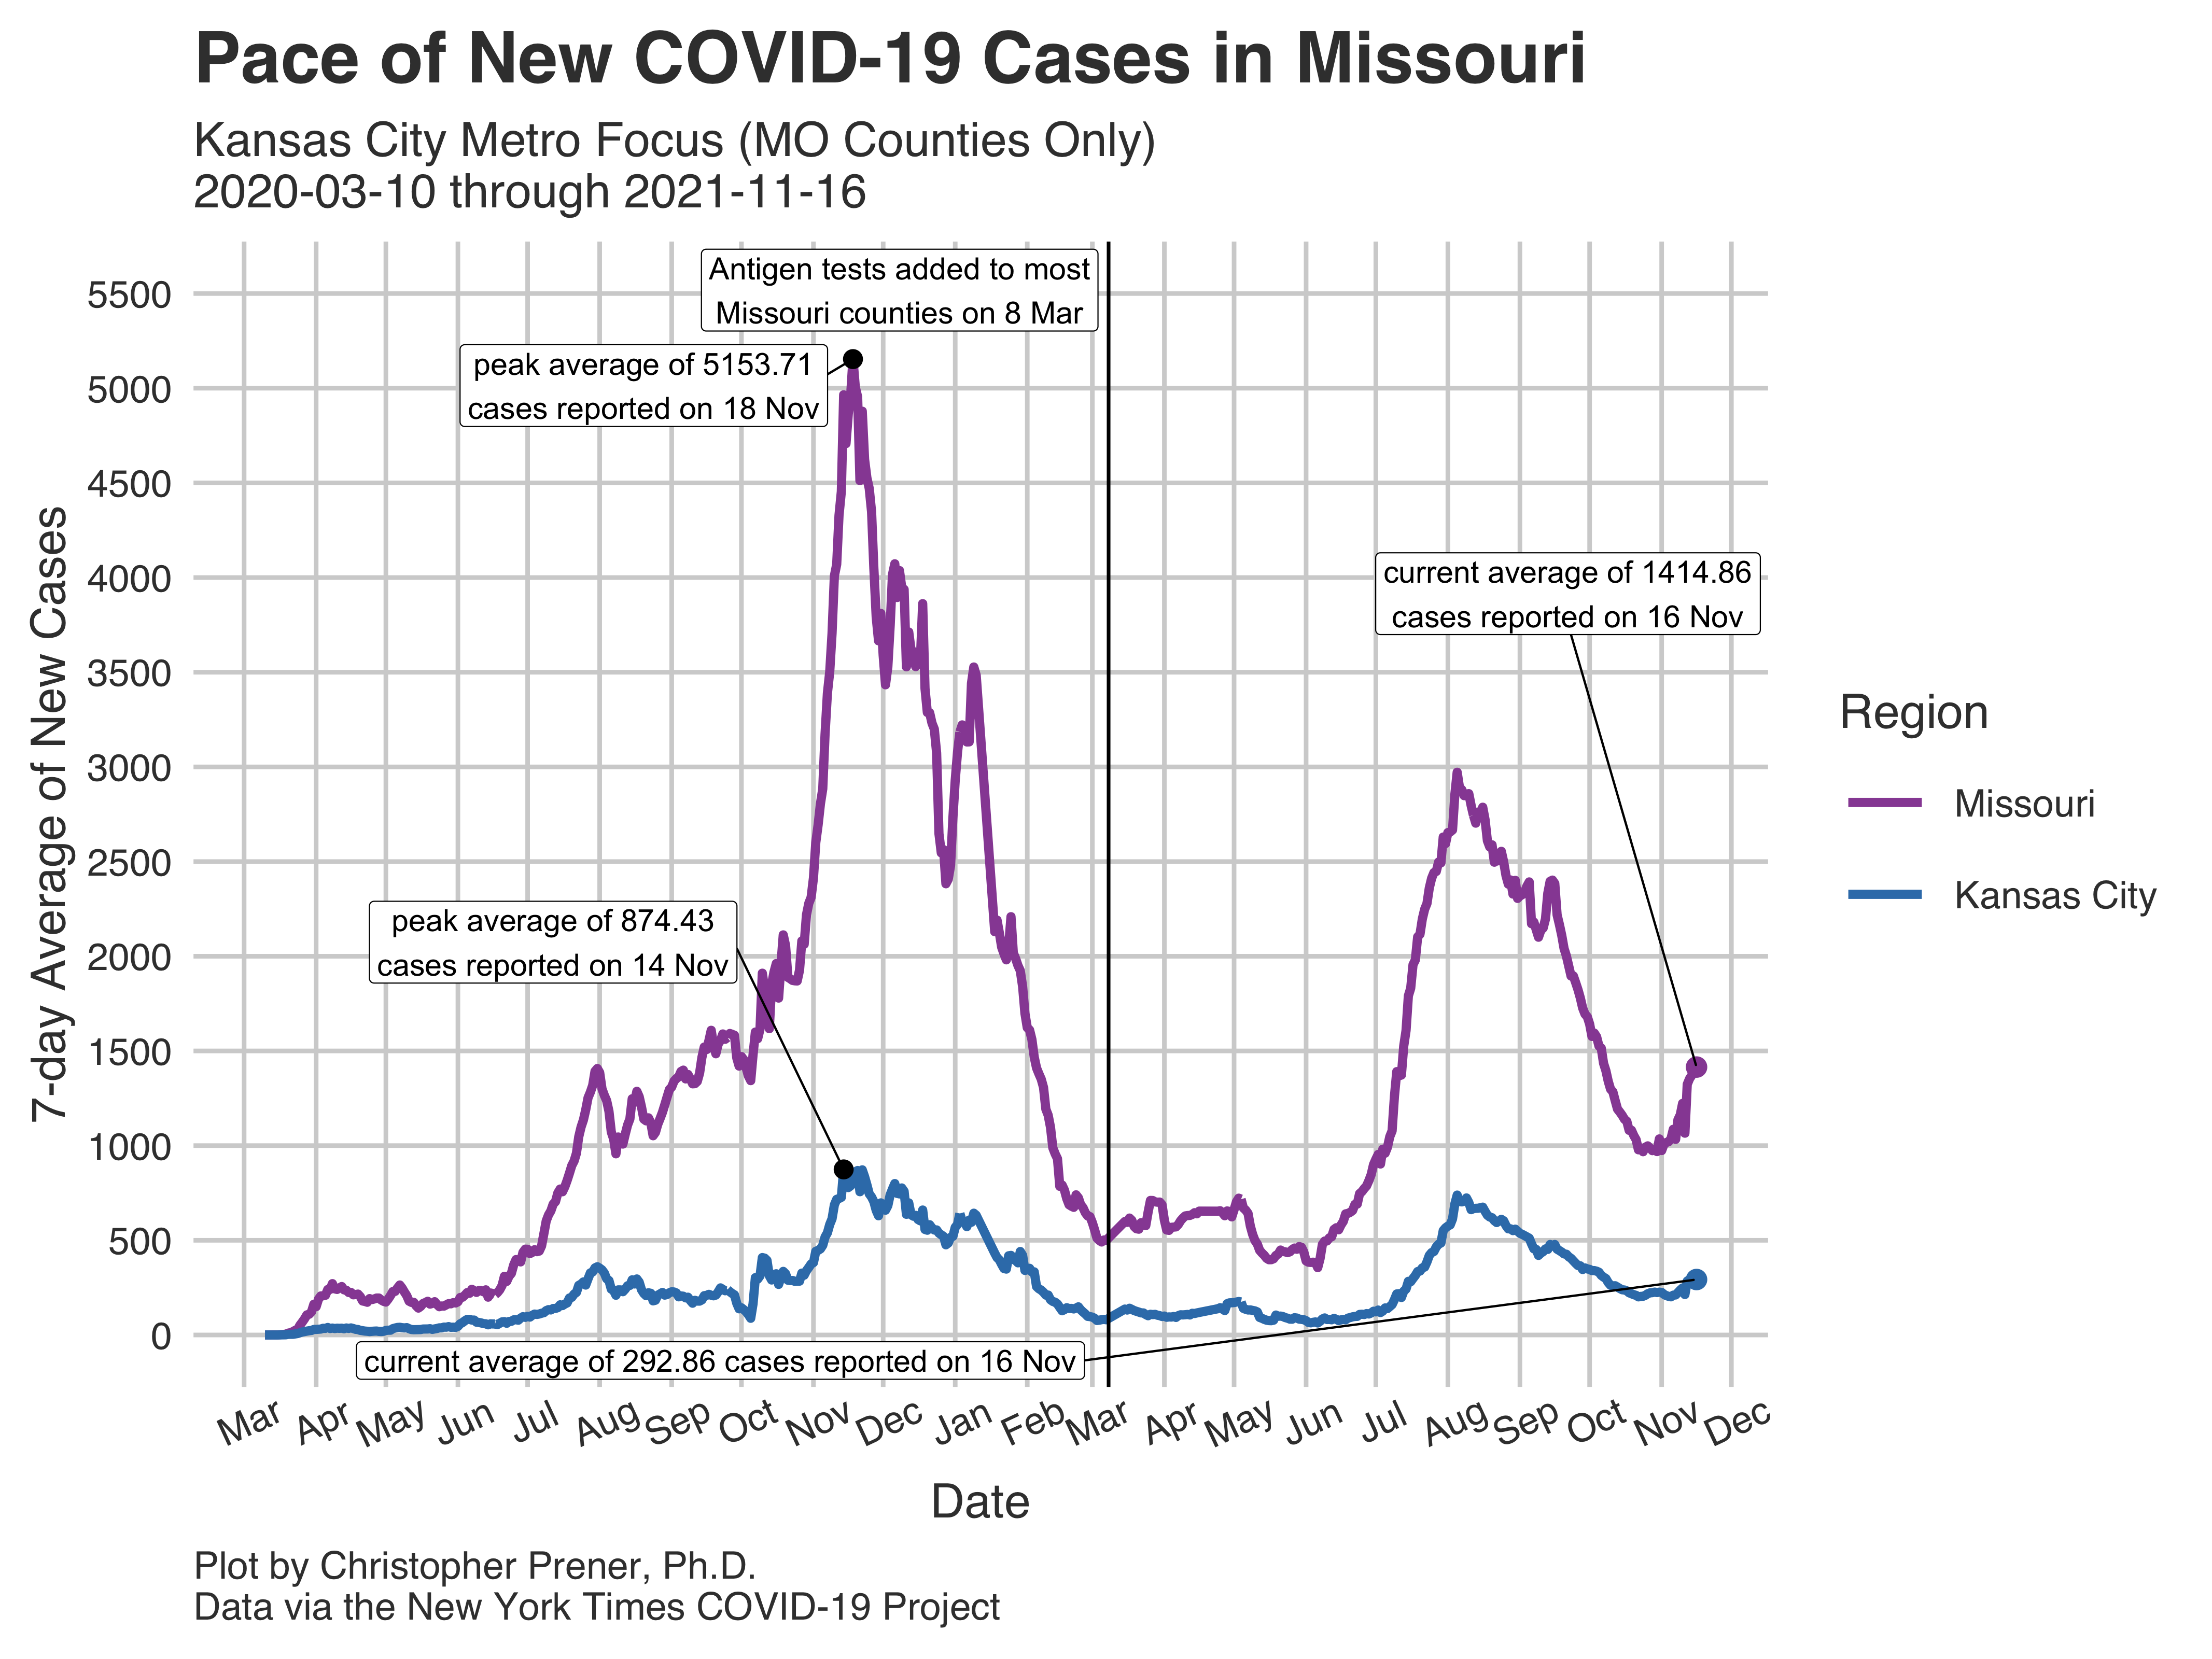 Pace of New COVID-19 Cases in Missouri
Kansas City Metro Focus (MO Counties Only)
2020-03-10 through 2021-11-16
Antigen tests added to most
Missouri counties on 8 Mar
peak average of 5153.71
cases reported on 18 Nov
current average of 1414.86
cases reported on 16 Nov
peak average of 874.43
cases reported on 14 Nov
current average of 292.86 cases reported on 16 Nov
7-day Average of New Cases
5500
5000
4500
4000
3500
3000
2500
2000
1500
1000
500
0
Mar Apr May Jun Jul Aug Sep Oct Nov Dec Jan Feb Mar Apr May Jun Jul Aug Sep Oct Nov Dec
Date
Region
Missouri
Kansas City
Plot by Christopher Prener, Ph.D.
Data via the New York Times COVID-19 Project